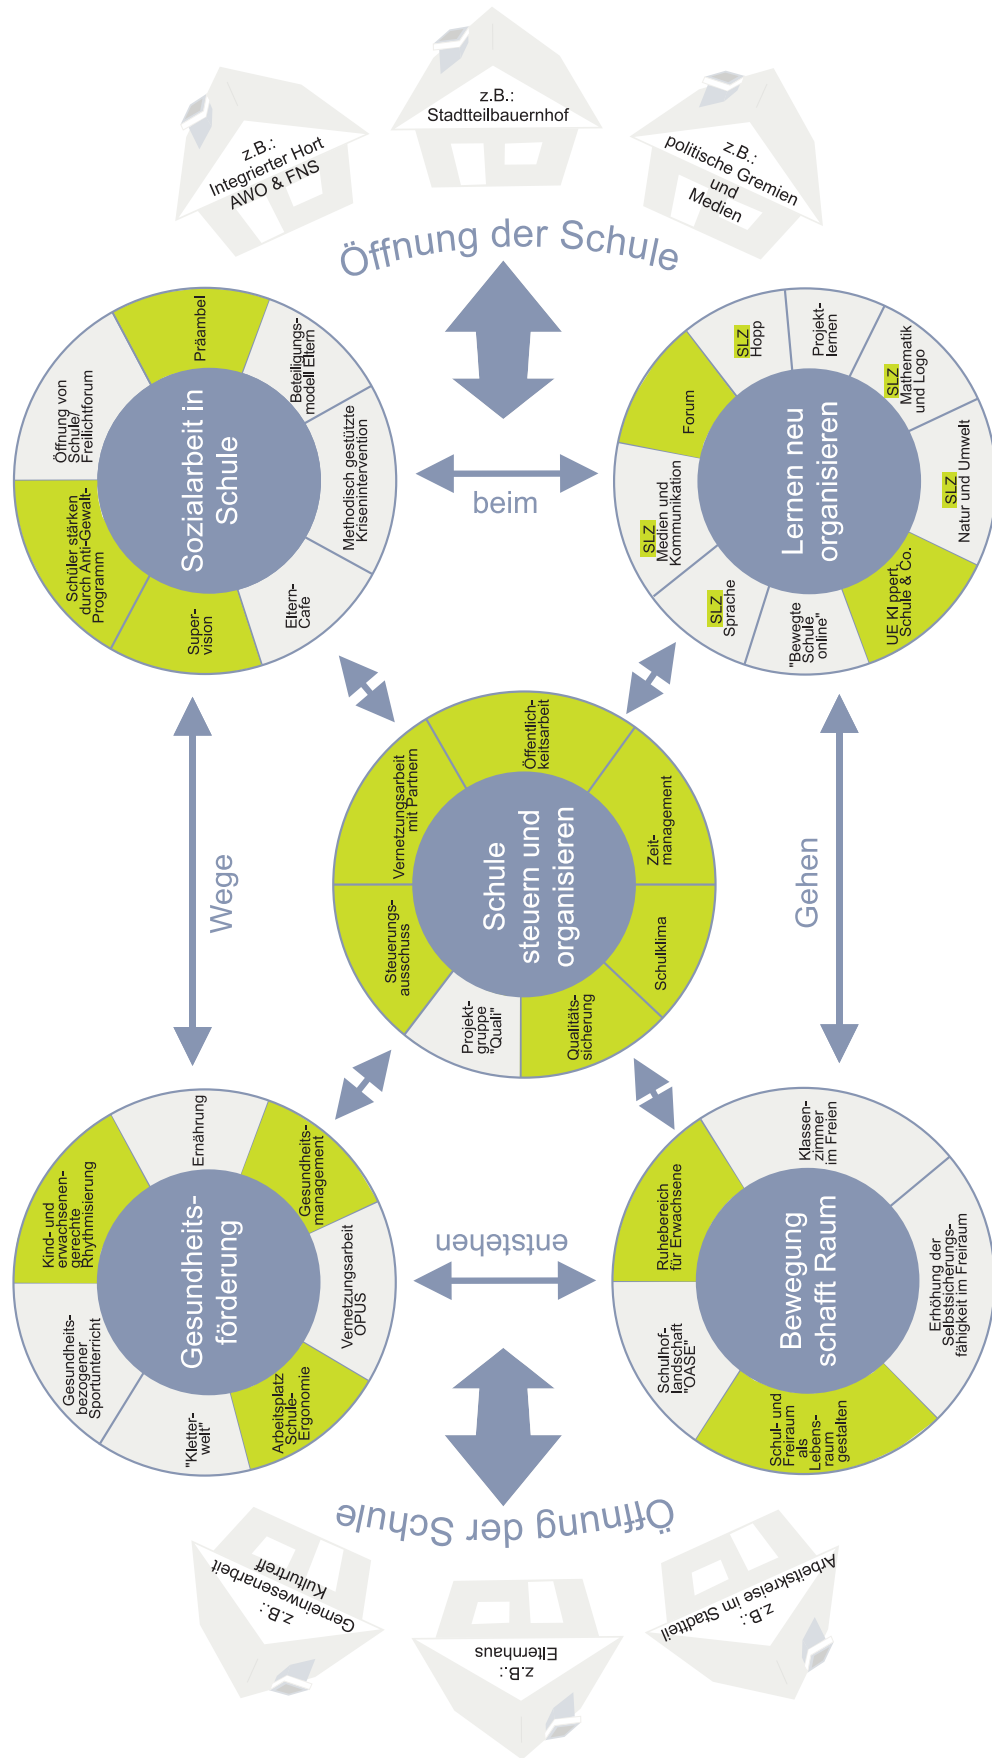 z.B.:
Integrierter Hort
AWO & FNS
z.B.:
Stadtteilbauernhof
z.B.:
politische Gremien
und
Medien
Öffnung der Schule
Sozialarbeit in
Schule
Öffnung von
Schule/
Freilichtforum
Präambel
Beteiligungs-
modell Eltern
Methodisch gestützte
Krisenintervention
Eltern-
Cafe
Super-
vision
Schüler stärken
durch Anti-Gewalt-
Programm
beim
Lernen neu
organisieren
Forum
SLZ
Hopp
Projekt-
lernen
SLZ
Mathematik
und Logo
SLZ
Natur und Umwelt
UE KI ppert,
Schule & Co.
"Bewegte
Schule
online"
SLZ
Sprache
SLZ
Medien und
Kommunikation
Wege
Schule
steuern und
organisieren
Vernetzungsarbeit
mit Partnern
Öffentlich-
keitsarbeit
Zeit-
management
Schulklima
Qualitäts-
sicherung
Projekt-
gruppe
"Quali"
Steuerungs-
ausschuss
Gehen
Gesundheits-
förderung
Kind- und
erwachsenen-
gerechte
Rhythmisierung
Ernährung
Gesundheits-
management
Vernetzungsarbeit
OPUS
Arbeitsplatz
Schule-
Ergonomie
"Kletter-
welt"
Gesundheits-
bezogener
Sportunterricht
entstehen
Bewegung
schafft Raum
Ruhebereich
für Erwachsene
Klassen-
zimmer
im Freien
Erhöhung der
Selbstsicherungs-
fähigkeit im Freiraum
Schul- und
Freiraum
als
Lebens-
raum
gestalten
Schulhof-
landschaft
"OASE"
Öffnung der Schule
z.B.:
Gemeinwesenarbeit
Kulturtreff
z.B.:
Elternhaus
z.B.:
Arbeitskreise im Stadtteil